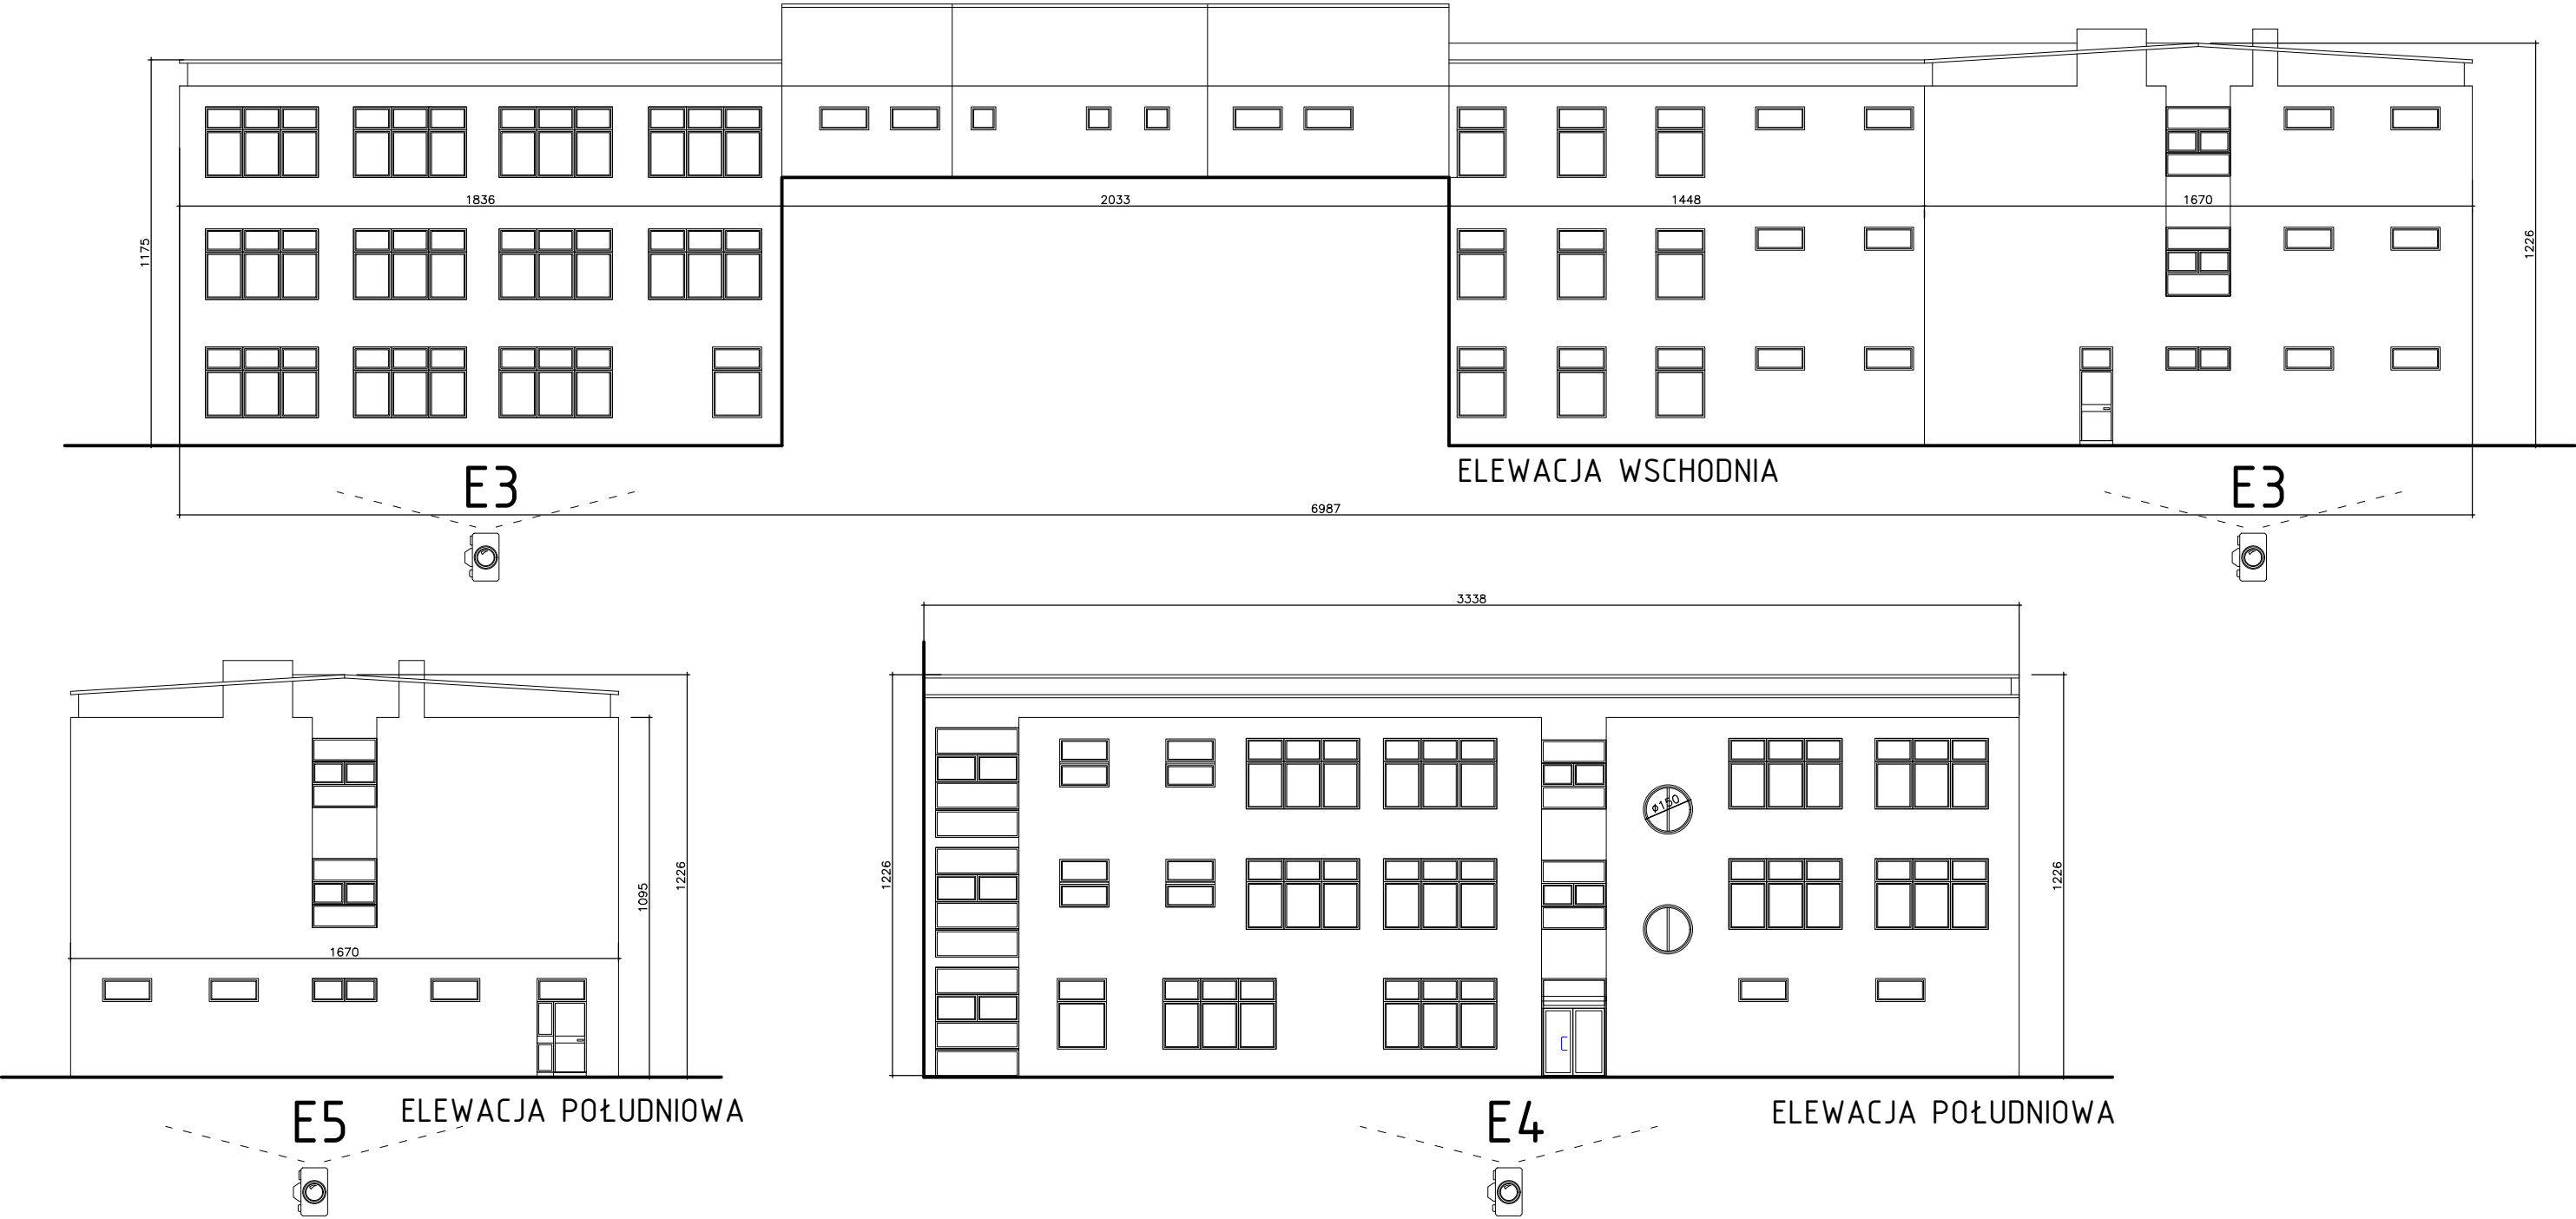 1836
2033
1448
1670
1175
1226
ELEWACJA WSCHODNIA
E3
E3
6987
3338
1226
1095
1670
1226
1226
ø150
E5
ELEWACJA POŁUDNIOWA
E4
ELEWACJA POŁUDNIOWA